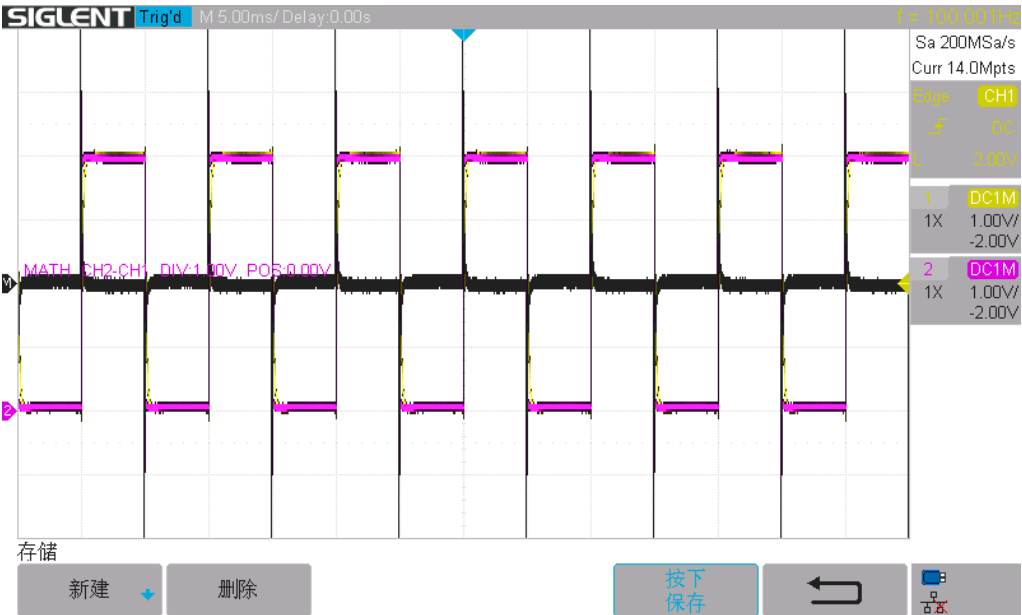 SIGLENT Trig'd M 5.00ms/ Delay:0.00s f = 100.001Hz
Sa 200MSa/s
Curr 14.0Mpts
Edge CH1
DC
L 2.00V
1 DC1M
1X 1.00V/
-2.00V
MATH CH2-CH1 DIV:1.00V POS:0.00V
M
2 DC1M
1X 1.00V/
-2.00V
2
存储
新建 删除 按下
保存